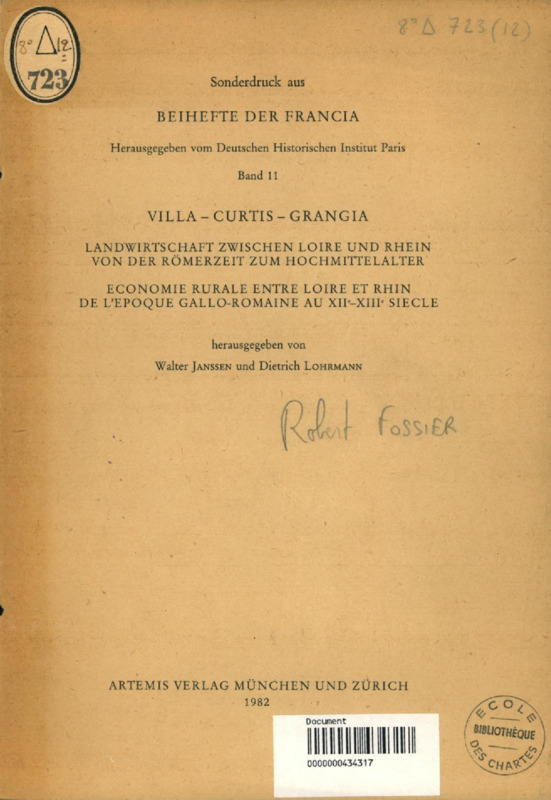 8° Δ 12
723
8° Δ 723 (12)
Sonderdruck aus
BEIHEFTE DER FRANCIA
Herausgegeben vom Deutschen Historischen Institut Paris
Band 11
VILLA – CURTIS – GRANGIA
LANDWIRTSCHAFT ZWISCHEN LOIRE UND RHEIN
VON DER RÖMERZEIT ZUM HOCHMITTELALTER
ECONOMIE RURALE ENTRE LOIRE ET RHIN
DE L'EPOQUE GALLO-ROMAINE AU XIIe–XIIIe SIECLE
herausgegeben von
Walter JANSSEN und Dietrich LOHRMANN
Robert FOSSIER
ARTEMIS VERLAG MÜNCHEN UND ZÜRICH
1982
Document
0000000434317
ECOLE
BIBLIOTHÈQUE
DES CHARTES